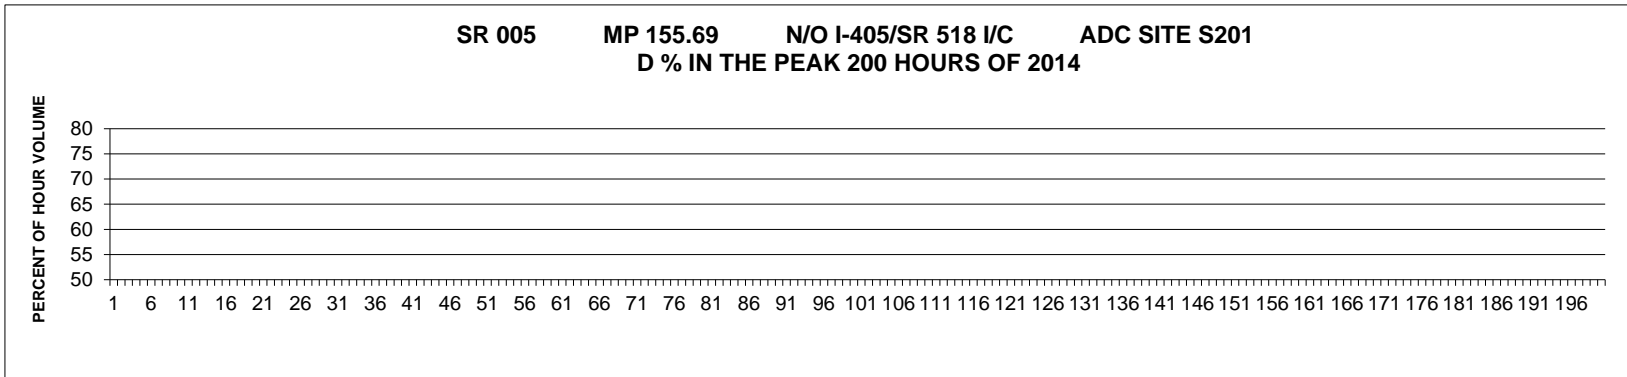 SR 005 MP 155.69 N/O I-405/SR 518 I/C ADC SITE S201
D % IN THE PEAK 200 HOURS OF 2014
PERCENT OF HOUR VOLUME
80
75
70
65
60
55
50
1 6 11 16 21 26 31 36 41 46 51 56 61 66 71 76 81 86 91 96 101 106 111 116 121 126 131 136 141 146 151 156 161 166 171 176 181 186 191 196